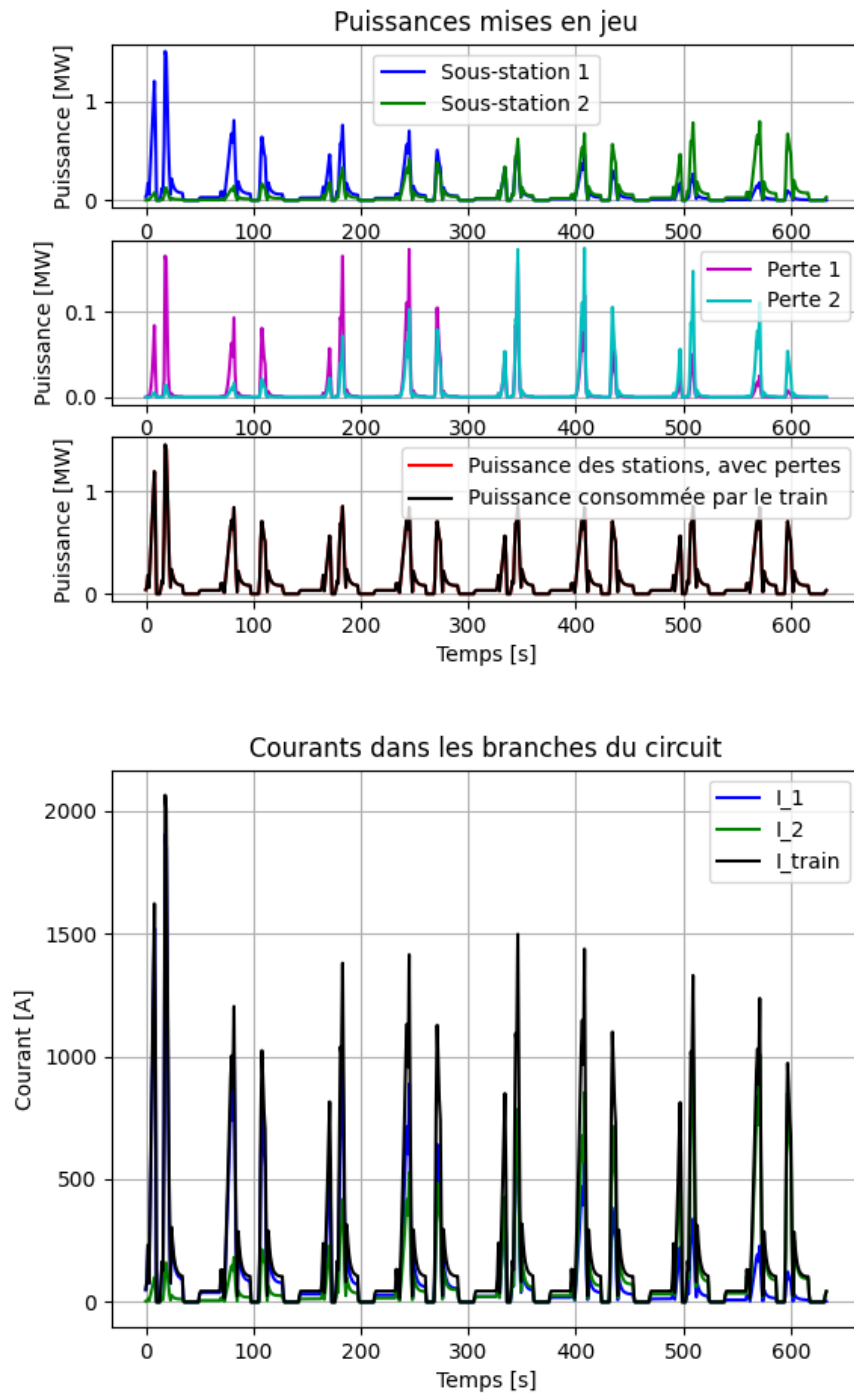 Puissances mises en jeu
Puissance [MW]
1
0
Sous-station 1
Sous-station 2
0 100 200 300 400 500 600
Puissance [MW]
0.1
0.0
Perte 1
Perte 2
0 100 200 300 400 500 600
Puissance [MW]
1
0
Puissance des stations, avec pertes
Puissance consommée par le train
0 100 200 300 400 500 600
Temps [s]
Courants dans les branches du circuit
Courant [A]
2000
1500
1000
500
0
I_1
I_2
I_train
0 100 200 300 400 500 600
Temps [s]